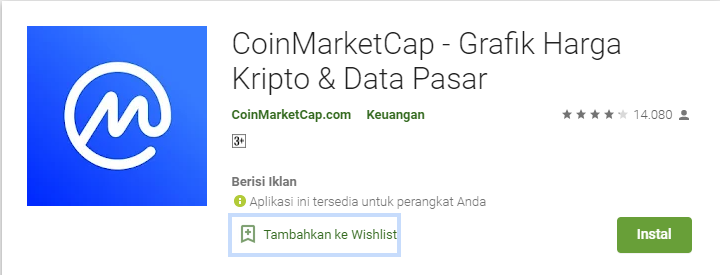 CoinMarketCap - Grafik Harga
Kripto & Data Pasar
CoinMarketCap.com Keuangan 14.080
3+
Berisi Iklan
Aplikasi ini tersedia untuk perangkat Anda
Tambahkan ke Wishlist Instal